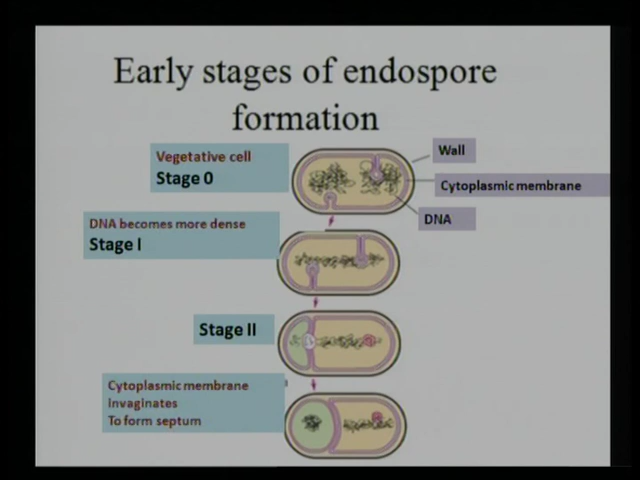 Early stages of endospore
formation
Vegetative cell
Stage 0
Wall
Cytoplasmic membrane
DNA
DNA becomes more dense
Stage I
Stage II
Cytoplasmic membrane
Invaginates
To form septum